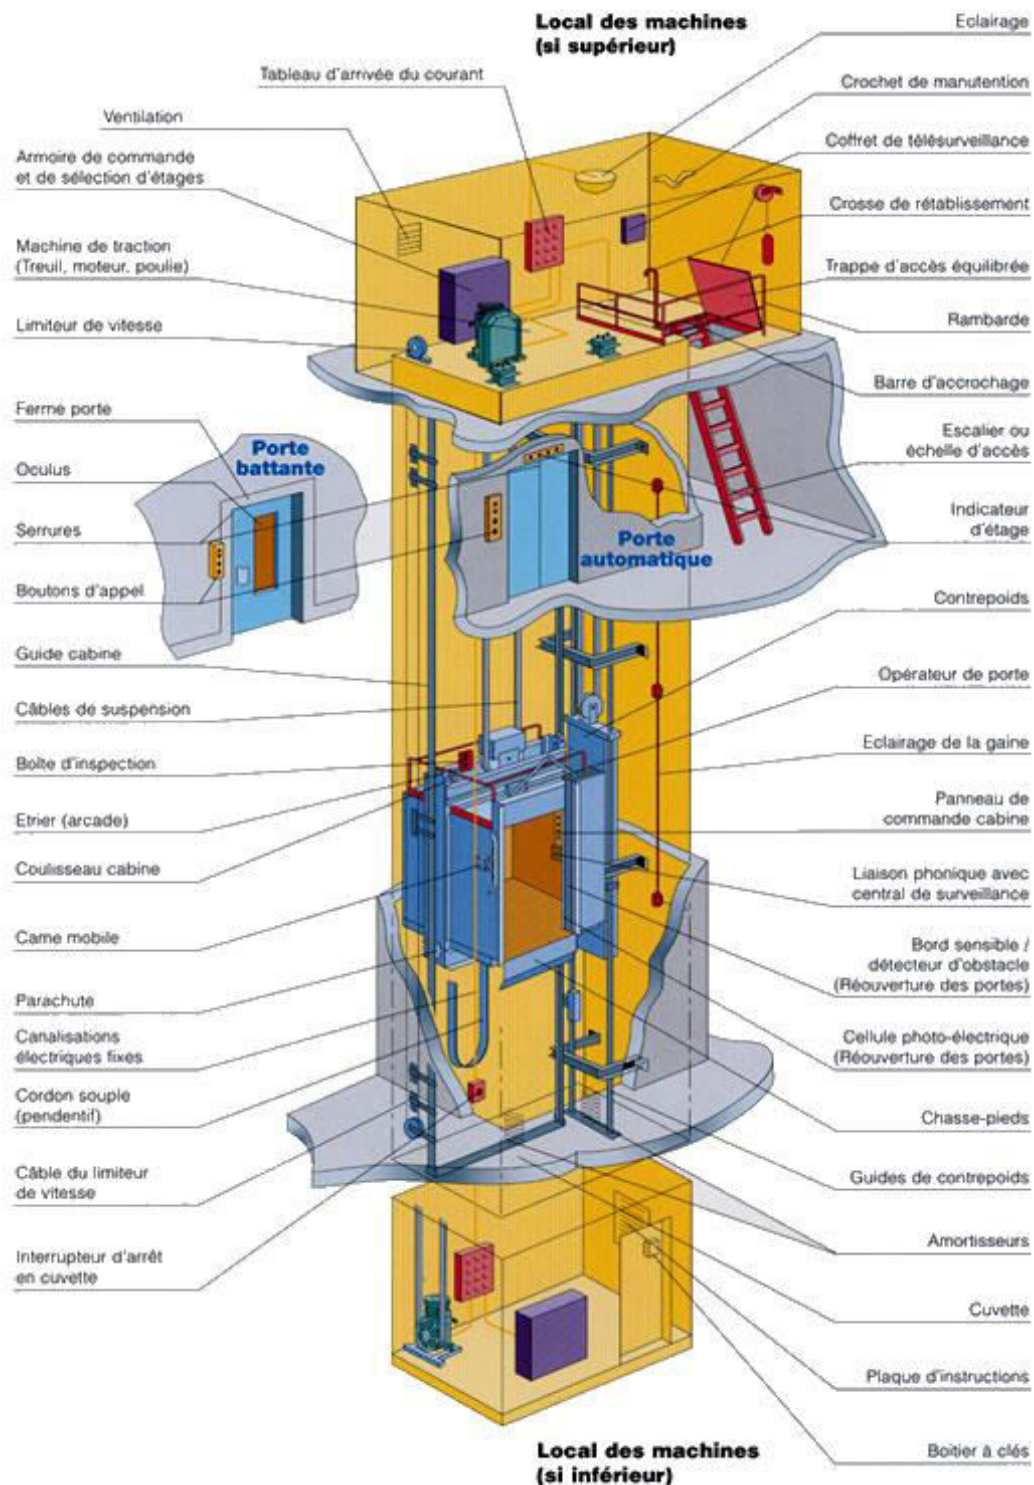 Local des machines
(si supérieur)
Tableau d'arrivée du courant
Ventilation
Armoire de commande
et de sélection d'étages
Machine de traction
(Treuil, moteur, poulie)
Limiteur de vitesse
Ferme porte
Porte
battante
Oculus
Serrures
Boutons d'appel
Guide cabine
Câbles de suspension
Boîte d'inspection
Etrier (arcade)
Coulisseau cabine
Came mobile
Parachute
Canalisations
électriques fixes
Cordon souple
(pendentif)
Câble du limiteur
de vitesse
Interrupteur d'arrêt
en cuvette
Eclairage
Crochet de manutention
Coffret de télésurveillance
Crosse de rétablissement
Trappe d'accès équilibrée
Rambarde
Barre d'accrochage
Escalier ou
échelle d'accès
Indicateur
d'étage
Porte
automatique
Contrepoids
Opérateur de porte
Eclairage de la gaine
Panneau de
commande cabine
Liaison phonique avec
central de surveillance
Bord sensible /
détecteur d'obstacle
(Réouverture des portes)
Cellule photo-électrique
(Réouverture des portes)
Chasse-pieds
Guides de contrepoids
Amortisseurs
Cuvette
Plaque d'instructions
Boitier à clés
Local des machines
(si inférieur)